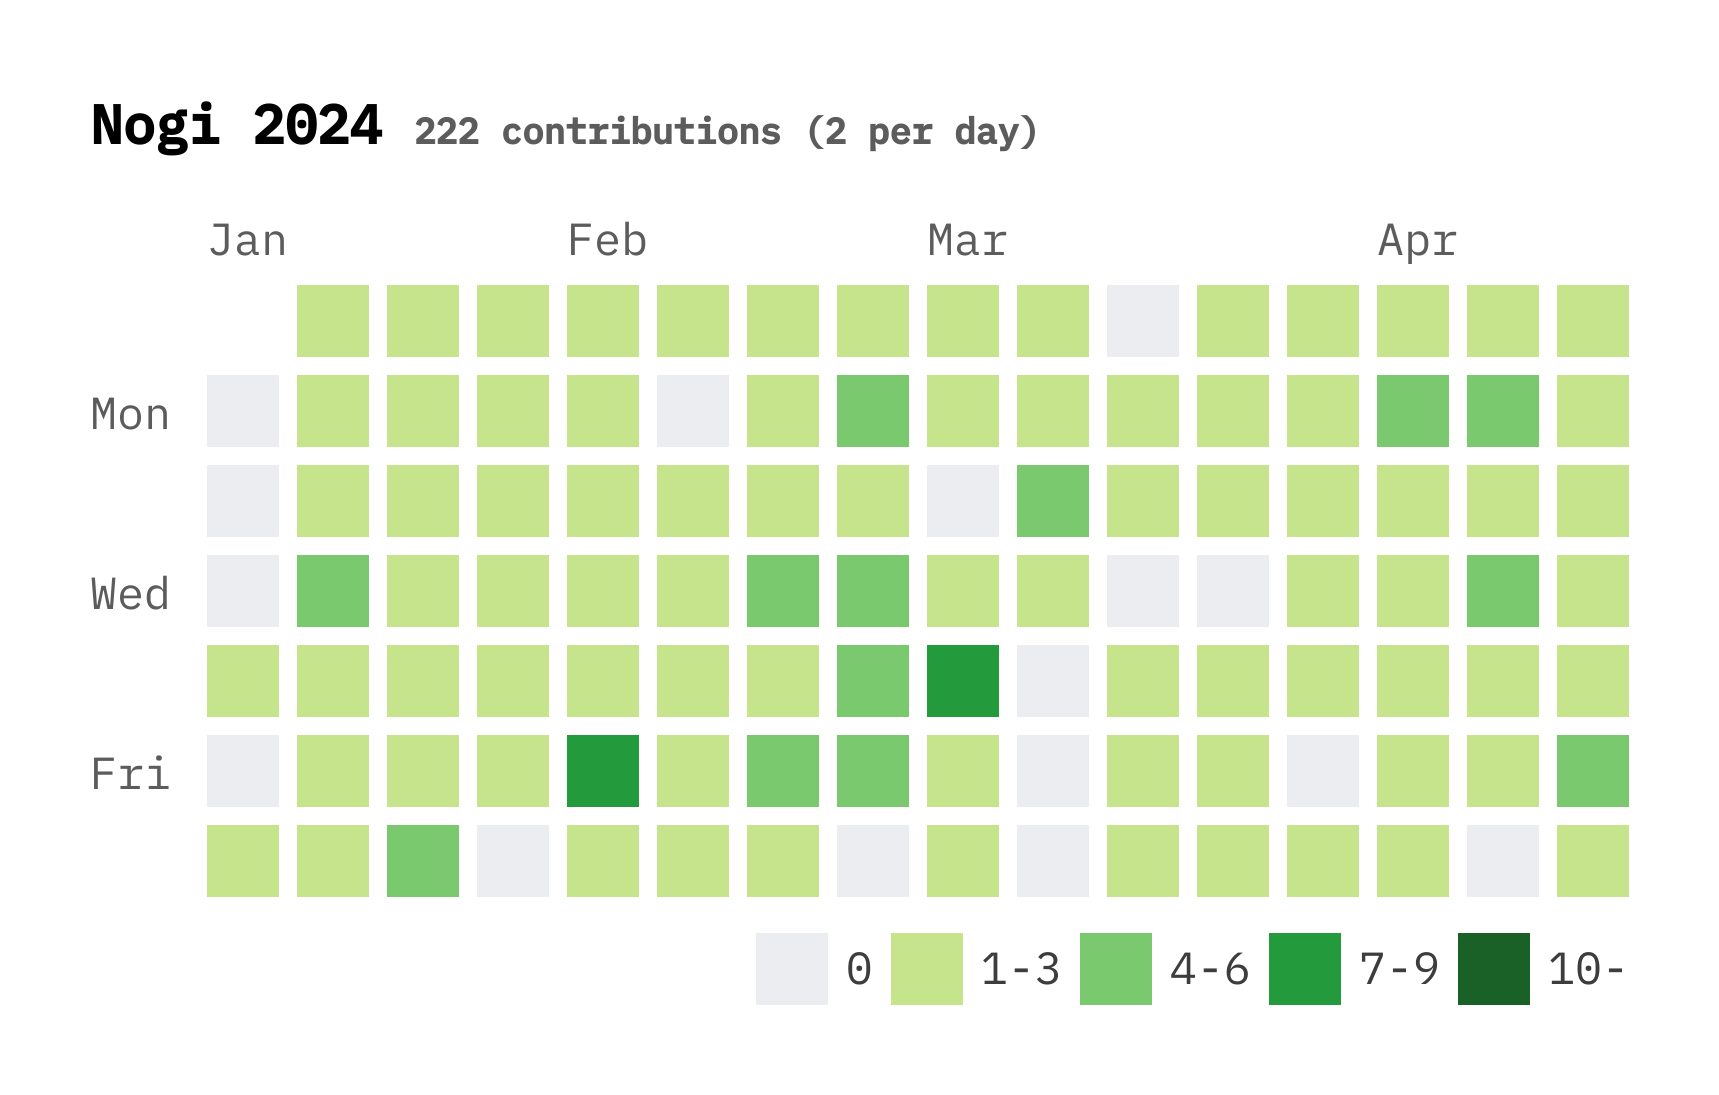 Nogi 2024 222 contributions (2 per day)
Jan Feb Mar Apr
Mon
Wed
Fri
0 1-3 4-6 7-9 10-